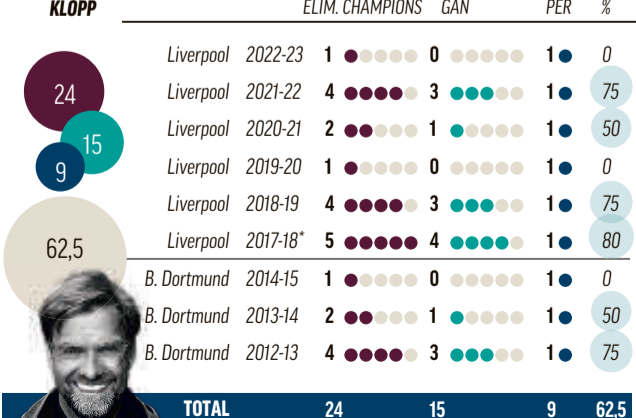 KLOPP ELIM. CHAMPIONS GAN PER %
Liverpool 2022-23 1 0 1 0
Liverpool 2021-22 4 3 1 75
Liverpool 2020-21 2 1 1 50
Liverpool 2019-20 1 0 1 0
Liverpool 2018-19 4 3 1 75
Liverpool 2017-18* 5 4 1 80
B. Dortmund 2014-15 1 0 1 0
B. Dortmund 2013-14 2 1 1 50
B. Dortmund 2012-13 4 3 1 75
TOTAL 24 15 9 62,5
24
15
9
62,5